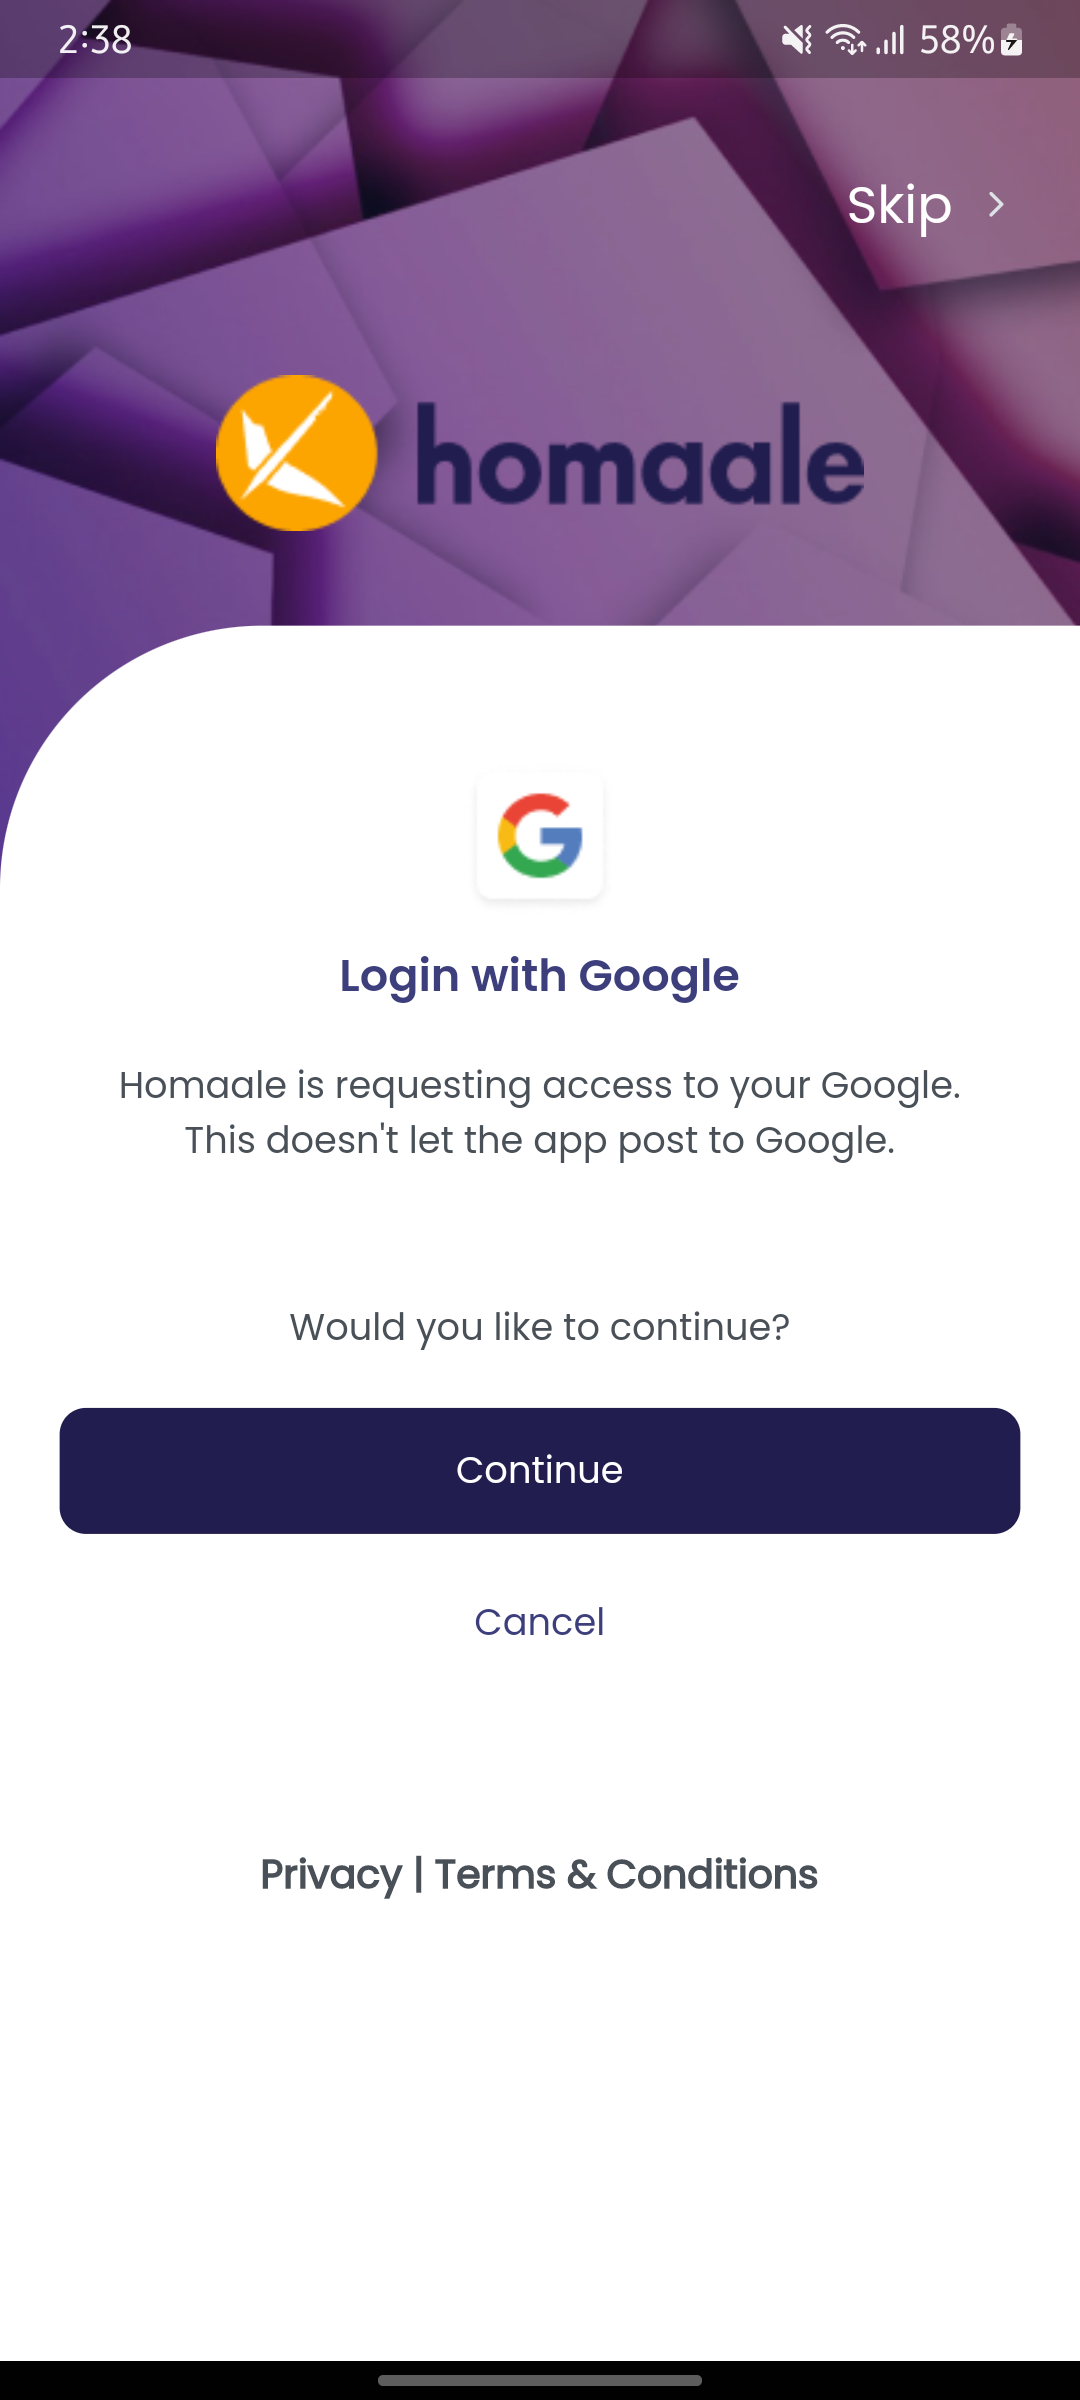 2:38
58%
Skip
homaale
Login with Google
Homaale is requesting access to your Google.
This doesn't let the app post to Google.
Would you like to continue?
Continue
Cancel
Privacy | Terms & Conditions